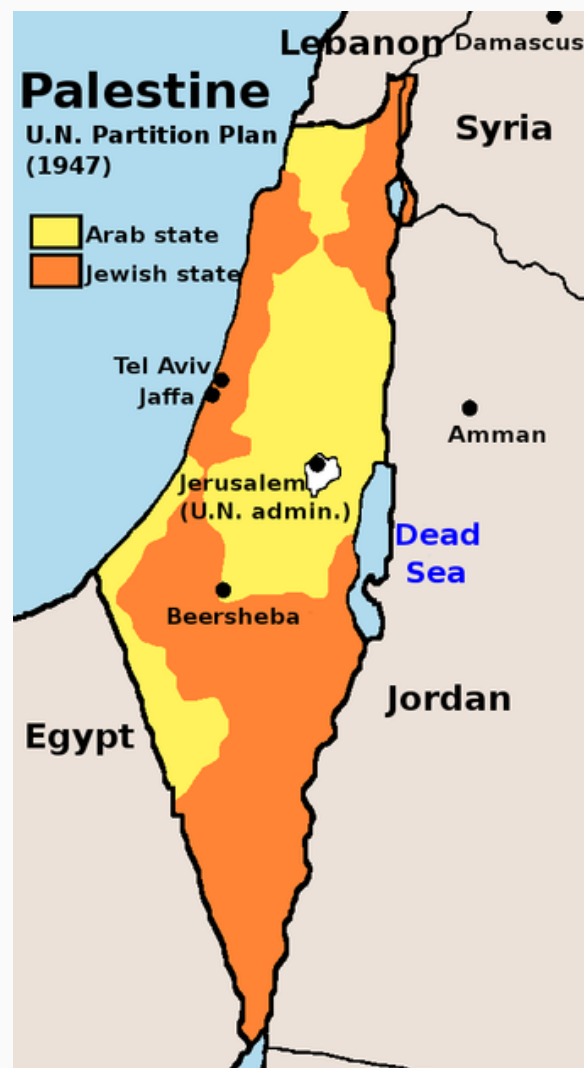 Lebanon
Damascus
Palestine
U.N. Partition Plan
(1947)
Syria
Arab state
Jewish state
Tel Aviv
Jaffa
Amman
Jerusalem
(U.N. admin.)
Dead
Sea
Beersheba
Jordan
Egypt